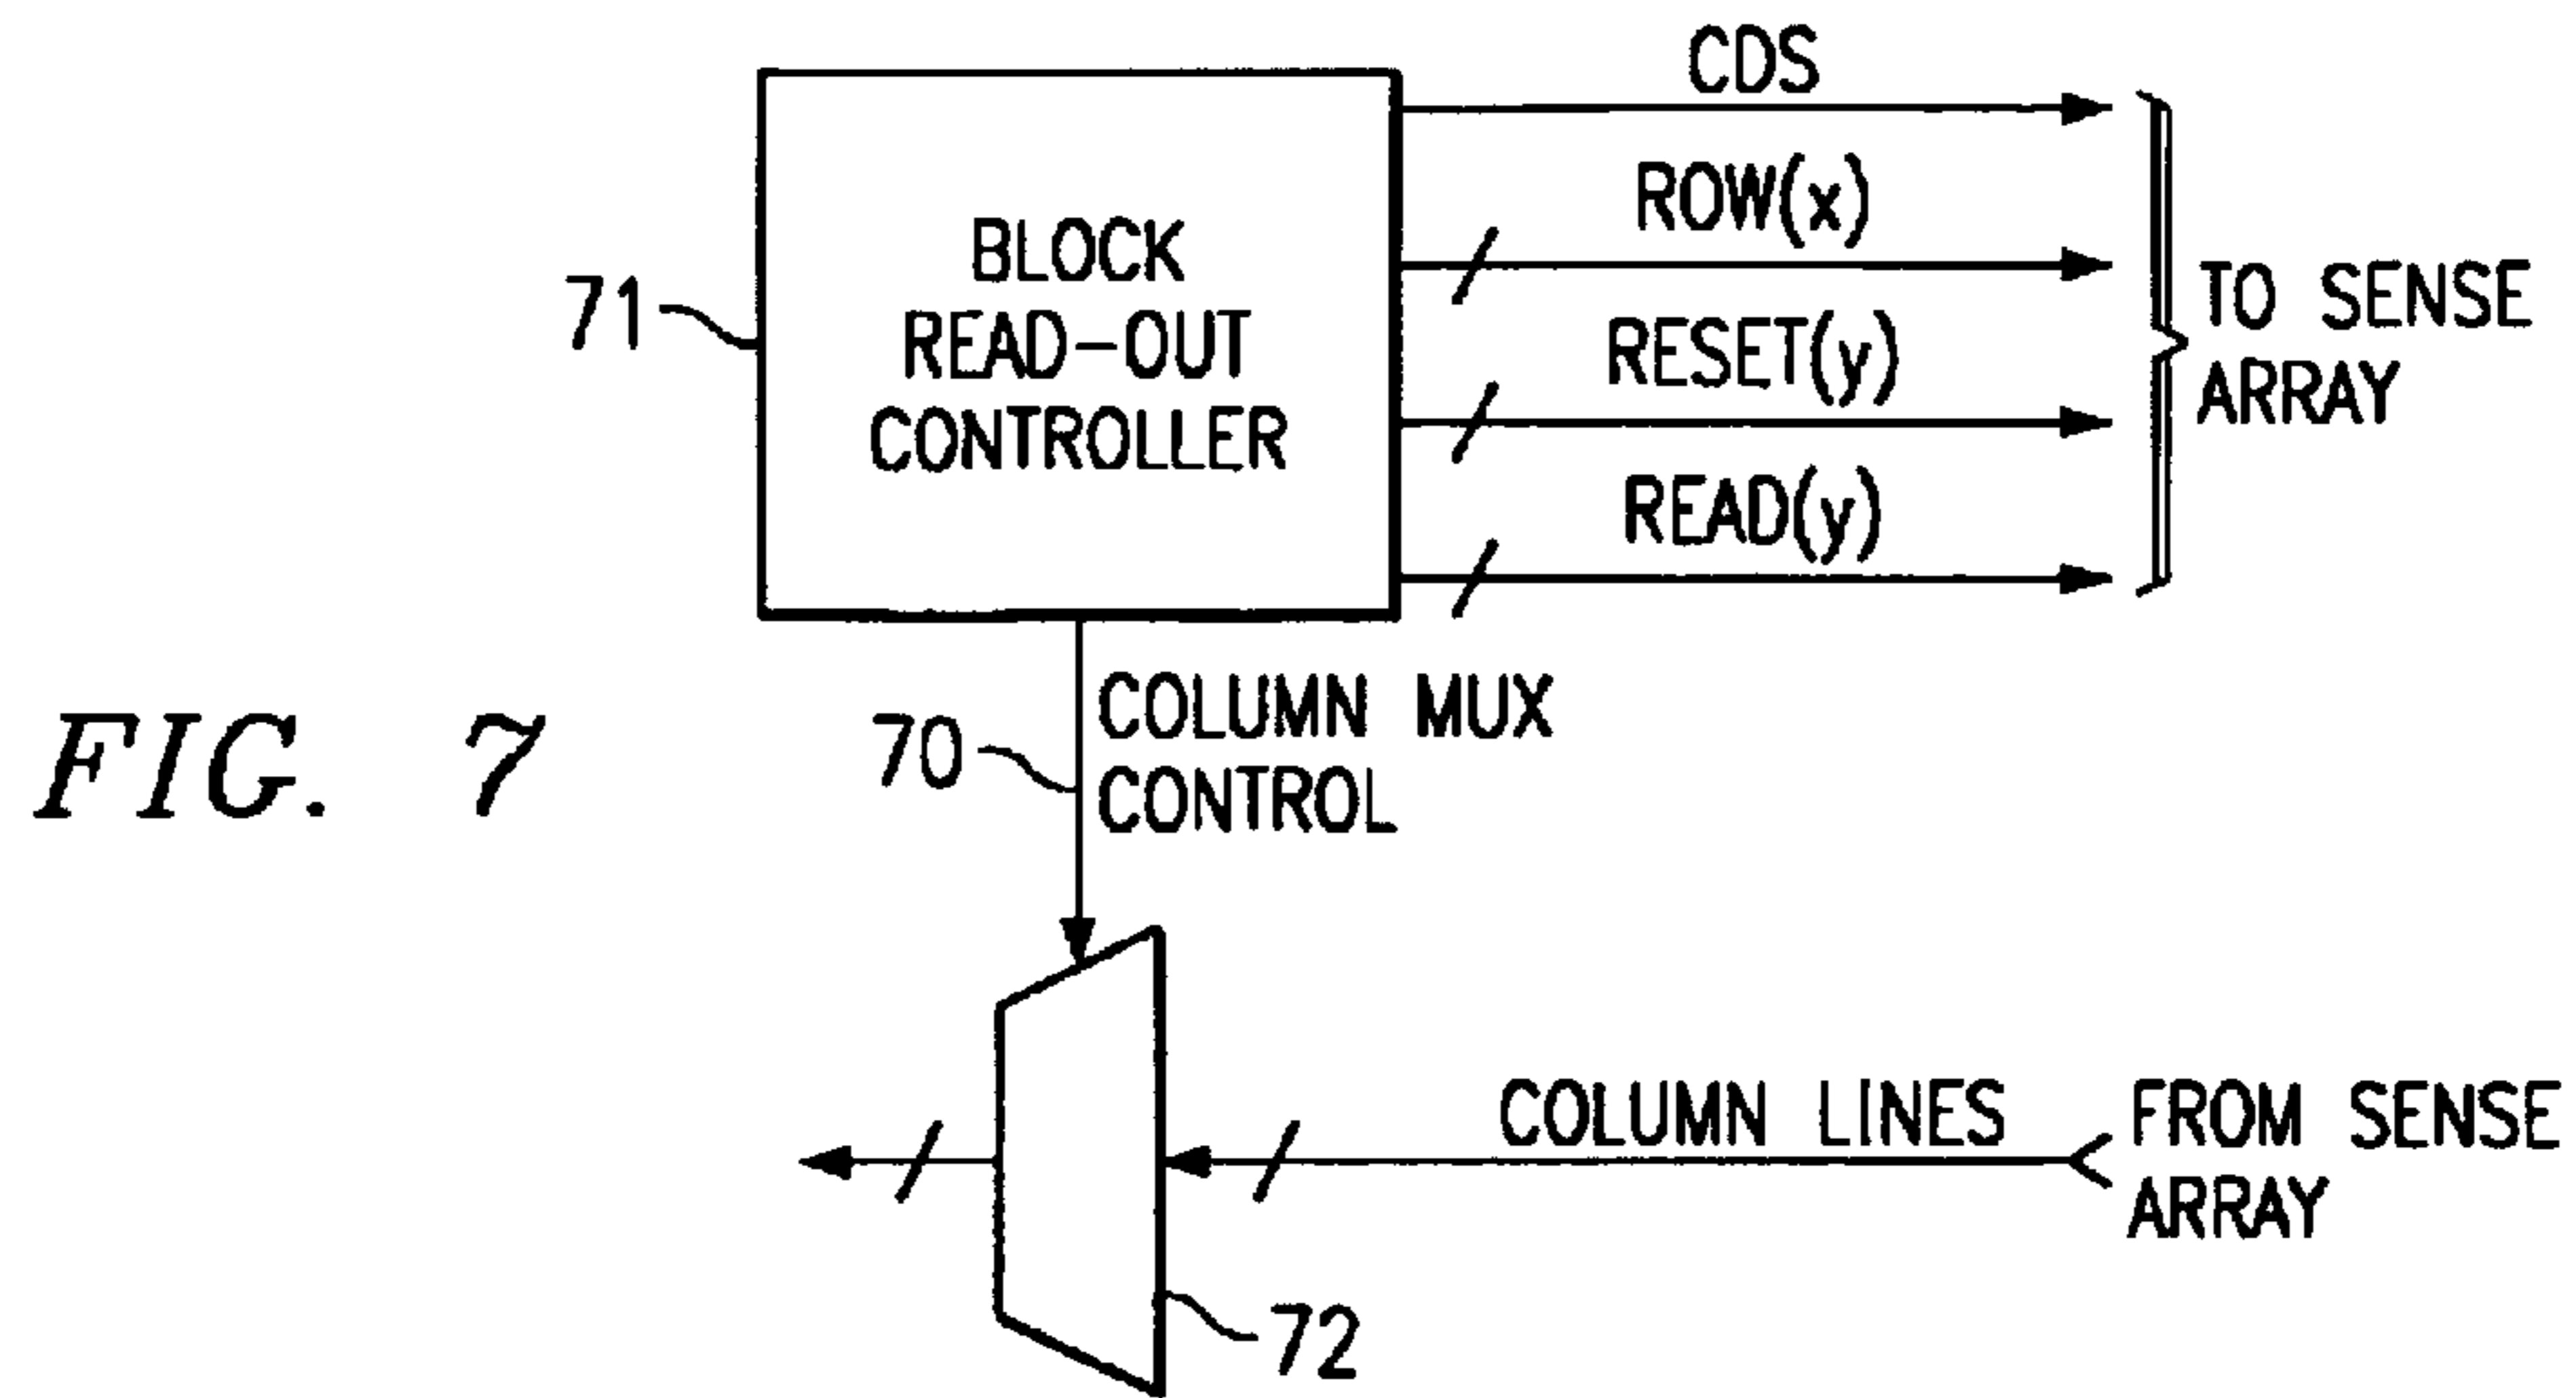 CDS
ROW(x)
RESET(y)
READ(y)
TO SENSE
ARRAY
BLOCK
READ-OUT
CONTROLLER
71
COLUMN MUX
CONTROL
70
FIG. 7
COLUMN LINES
FROM SENSE
ARRAY
72